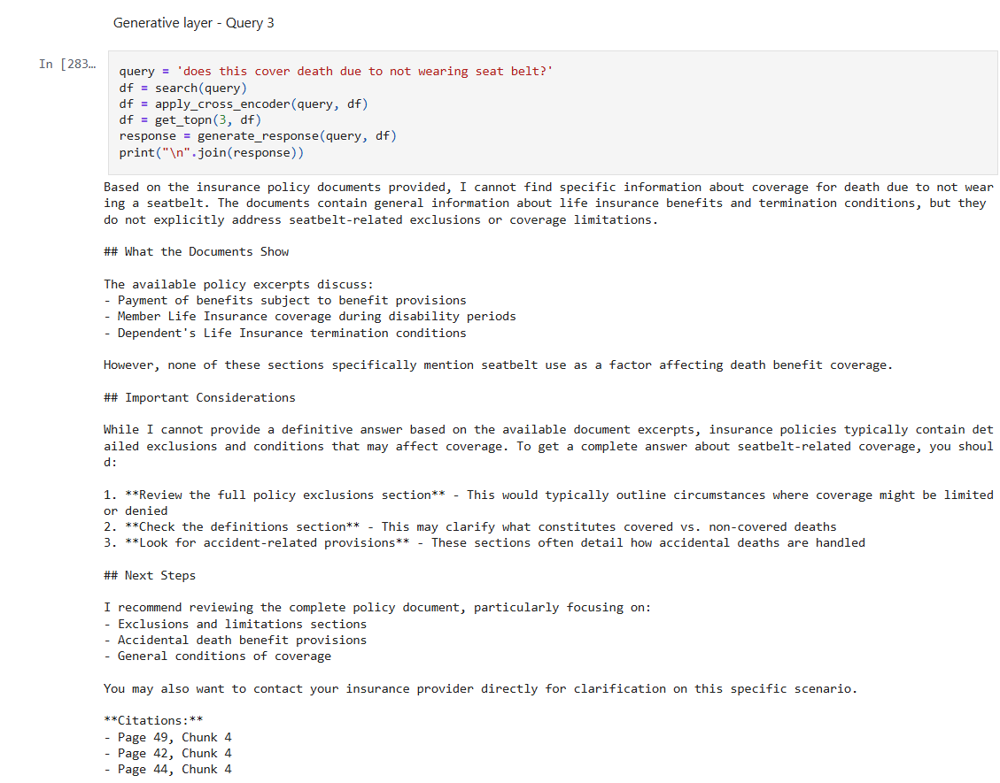 Generative layer - Query 3
In [283…
query = 'does this cover death due to not wearing seat belt?'
df = search(query)
df = apply_cross_encoder(query, df)
df = get_topn(3, df)
response = generate_response(query, df)
print("\n".join(response))
Based on the insurance policy documents provided, I cannot find specific information about coverage for death due to not wear
ing a seatbelt. The documents contain general information about life insurance benefits and termination conditions, but they
do not explicitly address seatbelt-related exclusions or coverage limitations.
## What the Documents Show
The available policy excerpts discuss:
- Payment of benefits subject to benefit provisions
- Member Life Insurance coverage during disability periods
- Dependent's Life Insurance termination conditions
However, none of these sections specifically mention seatbelt use as a factor affecting death benefit coverage.
## Important Considerations
While I cannot provide a definitive answer based on the available document excerpts, insurance policies typically contain det
ailed exclusions and conditions that may affect coverage. To get a complete answer about seatbelt-related coverage, you shoul
d:
1. **Review the full policy exclusions section** - This would typically outline circumstances where coverage might be limited
or denied
2. **Check the definitions section** - This may clarify what constitutes covered vs. non-covered deaths
3. **Look for accident-related provisions** - These sections often detail how accidental deaths are handled
## Next Steps
I recommend reviewing the complete policy document, particularly focusing on:
- Exclusions and limitations sections
- Accidental death benefit provisions
- General conditions of coverage
You may also want to contact your insurance provider directly for clarification on this specific scenario.
**Citations:**
- Page 49, Chunk 4
- Page 42, Chunk 4
- Page 44, Chunk 4